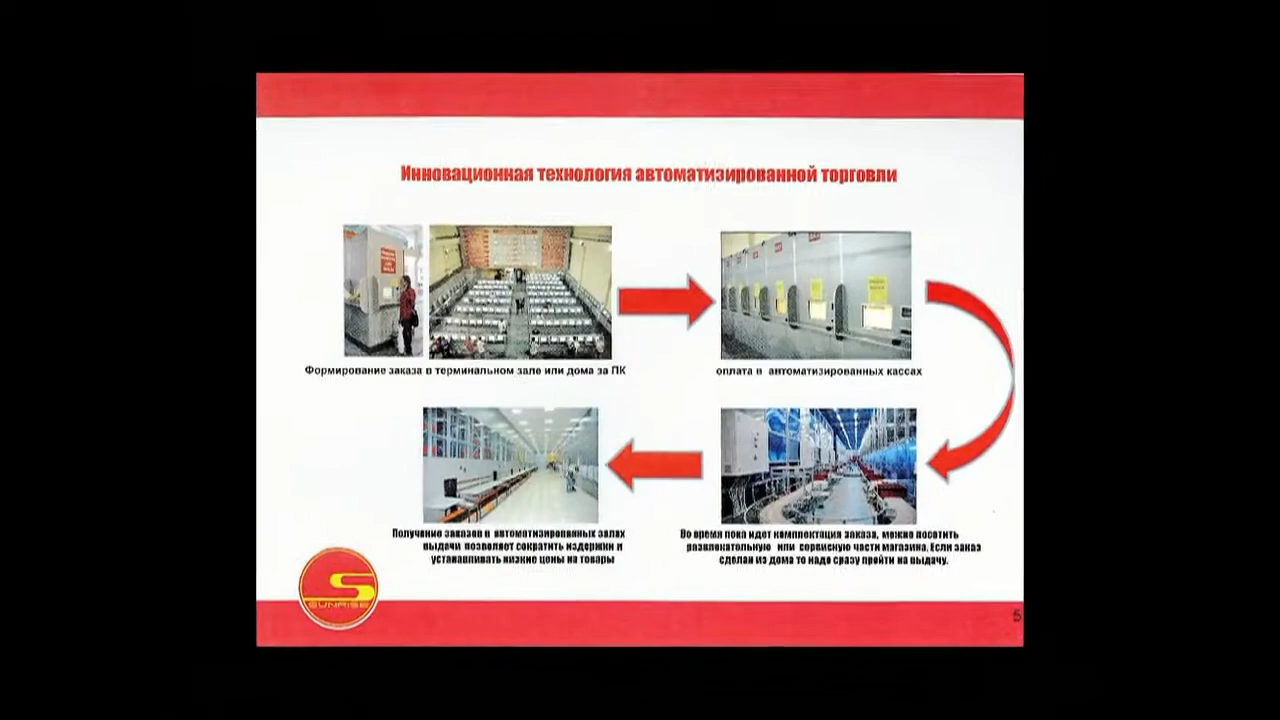 Инновационная технология автоматизированной торговли
Формирование заказа в терминальном зале или дома за ПК
оплата в автоматизированных кассах
Получение заказов в автоматизированных залах
выдачи позволяет сократить издержки и
устанавливать низкие цены на товары
Во время пока идет комплектация заказа, можно посетить
развлекательную или сервисную части магазина. Если заказ
сделан из дома то надо сразу пройти на выдачу.
SUNRISE
5